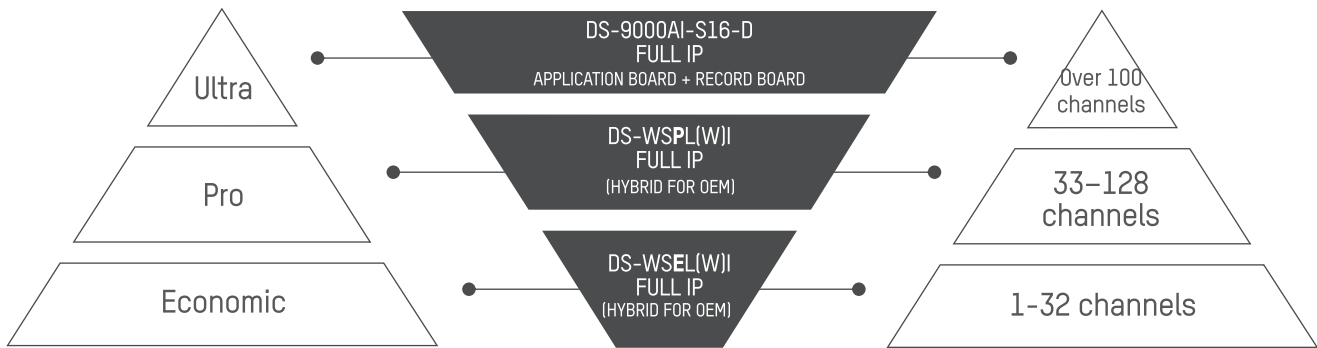 Ultra
DS-9000AI-S16-D
FULL IP
APPLICATION BOARD + RECORD BOARD
Over 100
channels
Pro
DS-WSPL(W)I
FULL IP
(HYBRID FOR OEM)
33–128
channels
Economic
DS-WSEL(W)I
FULL IP
(HYBRID FOR OEM)
1-32 channels